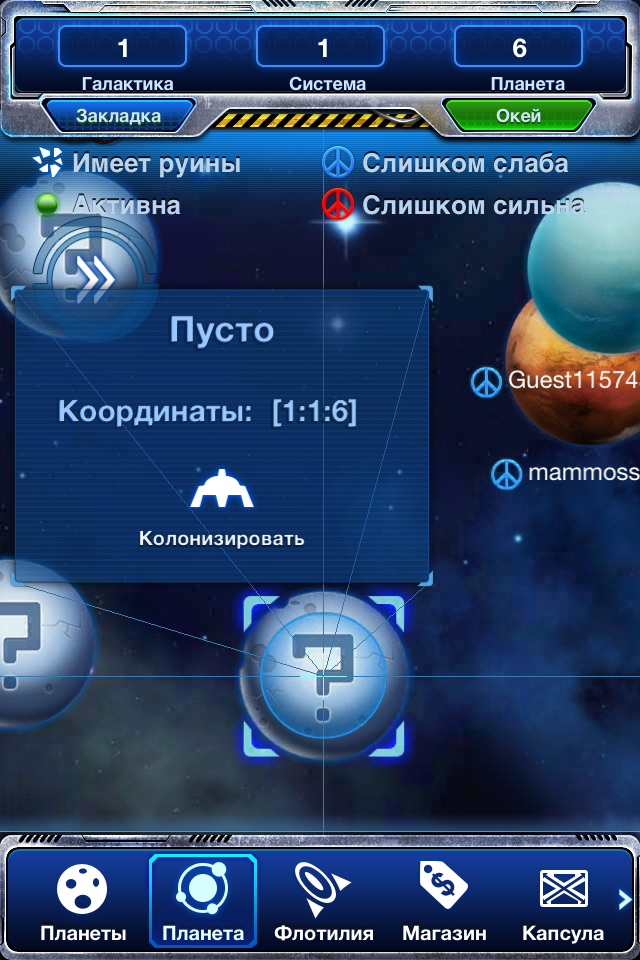 1 1 6
Галактика Система Планета
Закладка Окей
Имеет руины Слишком слаба
Активна Слишком сильна
Пусто
Координаты: [1:1:6]
Колонизировать
Guest11574
mammoss
? ?
Планеты Планета Флотилия Магазин Капсула